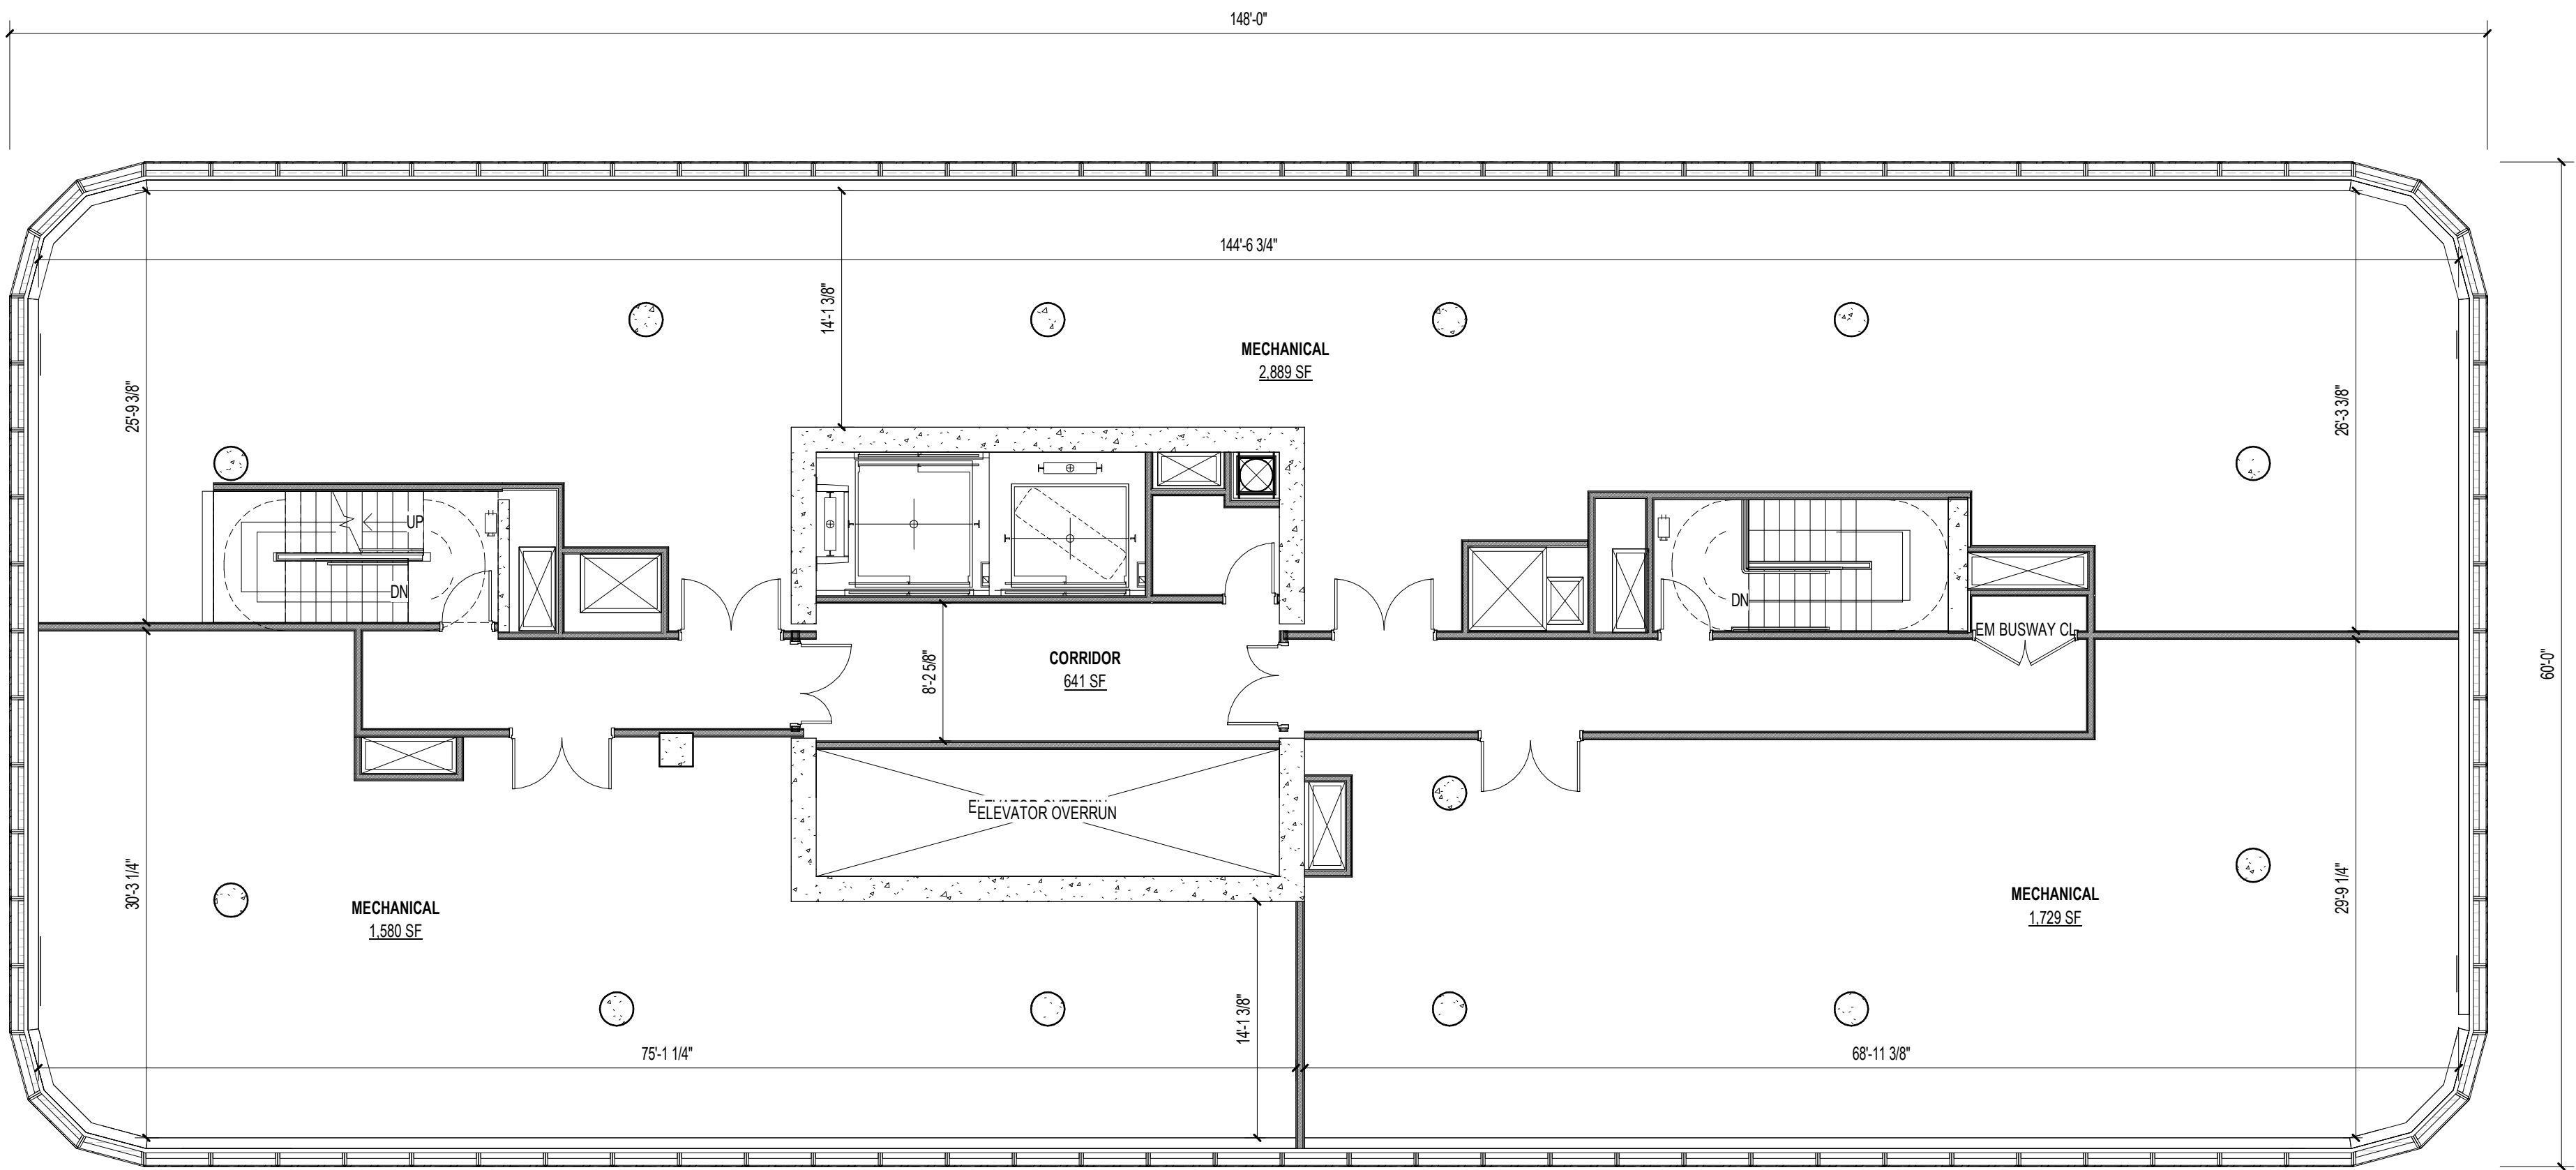 148'-0"
144'-6 3/4"
14'-1 3/8"
MECHANICAL
2,889 SF
25'-9 3/8"
26'-3 3/8"
UP
DN
DN
EM BUSWAY CL
CORRIDOR
641 SF
8'-2 5/8"
60'-0"
ELEVATOR OVERRUN
ELEVATOR OVERRUN
30'-3 1/4"
29'-9 1/4"
MECHANICAL
1,580 SF
MECHANICAL
1,729 SF
14'-1 3/8"
75'-1 1/4"
68'-11 3/8"